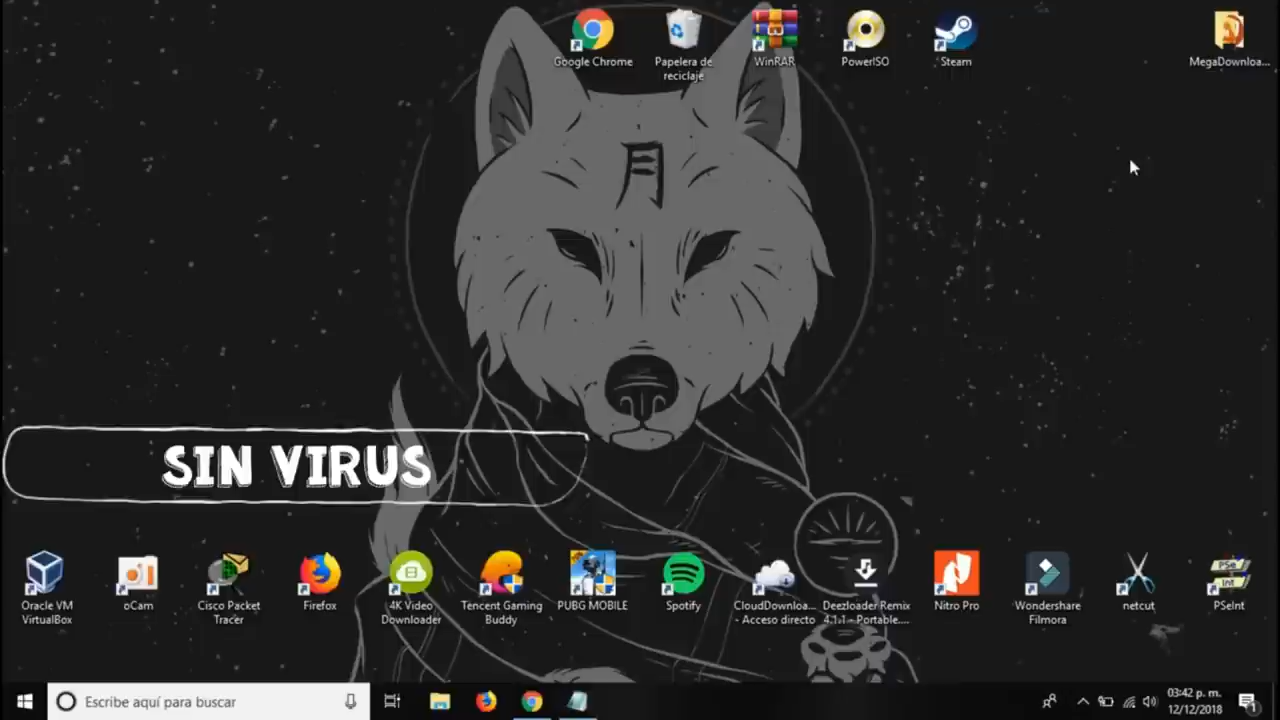 Google Chrome
Papelera de
reciclaje
WinRAR
PowerISO
Steam
MegaDownloa...
月
SIN VIRUS
Oracle VM
VirtualBox
oCam
Cisco Packet
Tracer
Firefox
4K Video
Downloader
Tencent Gaming
Buddy
PUBG MOBILE
Spotify
CloudDownloa...
- Acceso directo
Deezloader Remix
4.1.1 - Portable....
Nitro Pro
Wondershare
Filmora
netcut
PSeInt
Escribe aquí para buscar
03:42 p. m.
12/12/2018